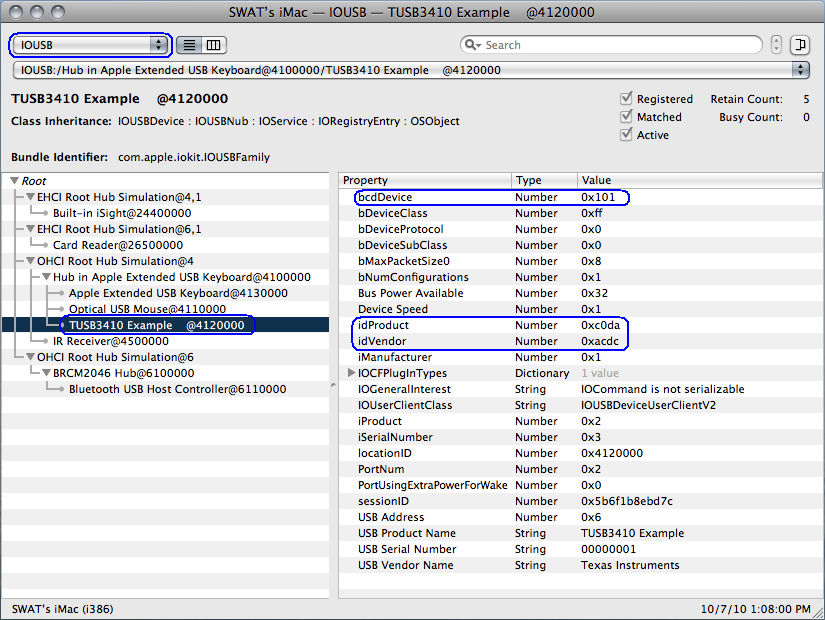 SWAT's iMac — IOUSB — TUSB3410 Example @4120000
IOUSB
Search
IOUSB:/Hub in Apple Extended USB Keyboard@4100000/TUSB3410 Example @4120000
TUSB3410 Example @4120000
Class Inheritance: IOUSBDevice : IOUSBNub : IOService : IORegistryEntry : OSObject
Bundle Identifier: com.apple.iokit.IOUSBFamily
Registered Retain Count: 5
Matched Busy Count: 0
Active
Root
EHCI Root Hub Simulation@4,1
Built-in iSight@24400000
EHCI Root Hub Simulation@6,1
Card Reader@26500000
OHCI Root Hub Simulation@4
Hub in Apple Extended USB Keyboard@4100000
Apple Extended USB Keyboard@4130000
Optical USB Mouse@4110000
TUSB3410 Example @4120000
IR Receiver@4500000
OHCI Root Hub Simulation@6
BRCM2046 Hub@6100000
Bluetooth USB Host Controller@6110000
Property Type Value
bcdDevice Number 0x101
bDeviceClass Number 0xff
bDeviceProtocol Number 0x0
bDeviceSubClass Number 0x0
bMaxPacketSize0 Number 0x8
bNumConfigurations Number 0x1
Bus Power Available Number 0x32
Device Speed Number 0x1
idProduct Number 0xc0da
idVendor Number 0xacdc
iManufacturer Number 0x1
IOCFPlugInTypes Dictionary 1 value
IOGeneralInterest String IOCommand is not serializable
IOUserClientClass String IOUSBDeviceUserClientV2
iProduct Number 0x2
iSerialNumber Number 0x3
locationID Number 0x4120000
PortNum Number 0x2
PortUsingExtraPowerForWake Number 0x0
sessionID Number 0x5b6f1b8ebd7c
USB Address Number 0x6
USB Product Name String TUSB3410 Example
USB Serial Number String 00000001
USB Vendor Name String Texas Instruments
SWAT's iMac (i386) 10/7/10 1:08:00 PM